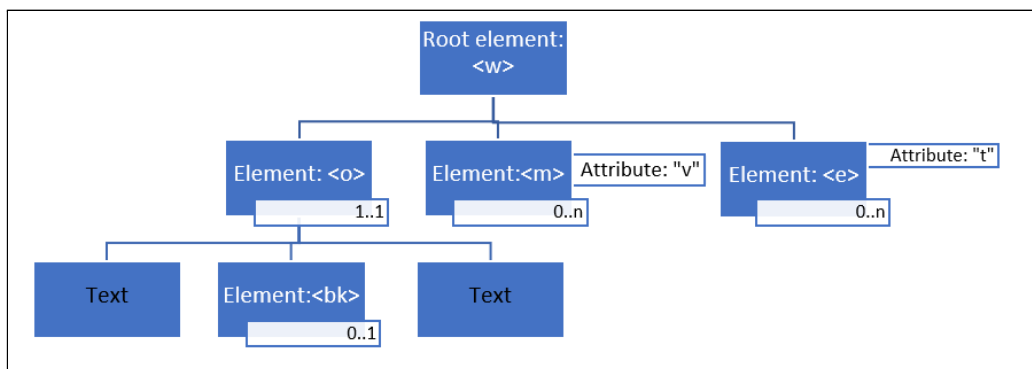 Root element:
<w>
Element: <o>
1..1
Element:<m>
Attribute: "v"
0..n
Element: <e>
Attribute: "t"
0..n
Text
Element:<bk>
0..1
Text